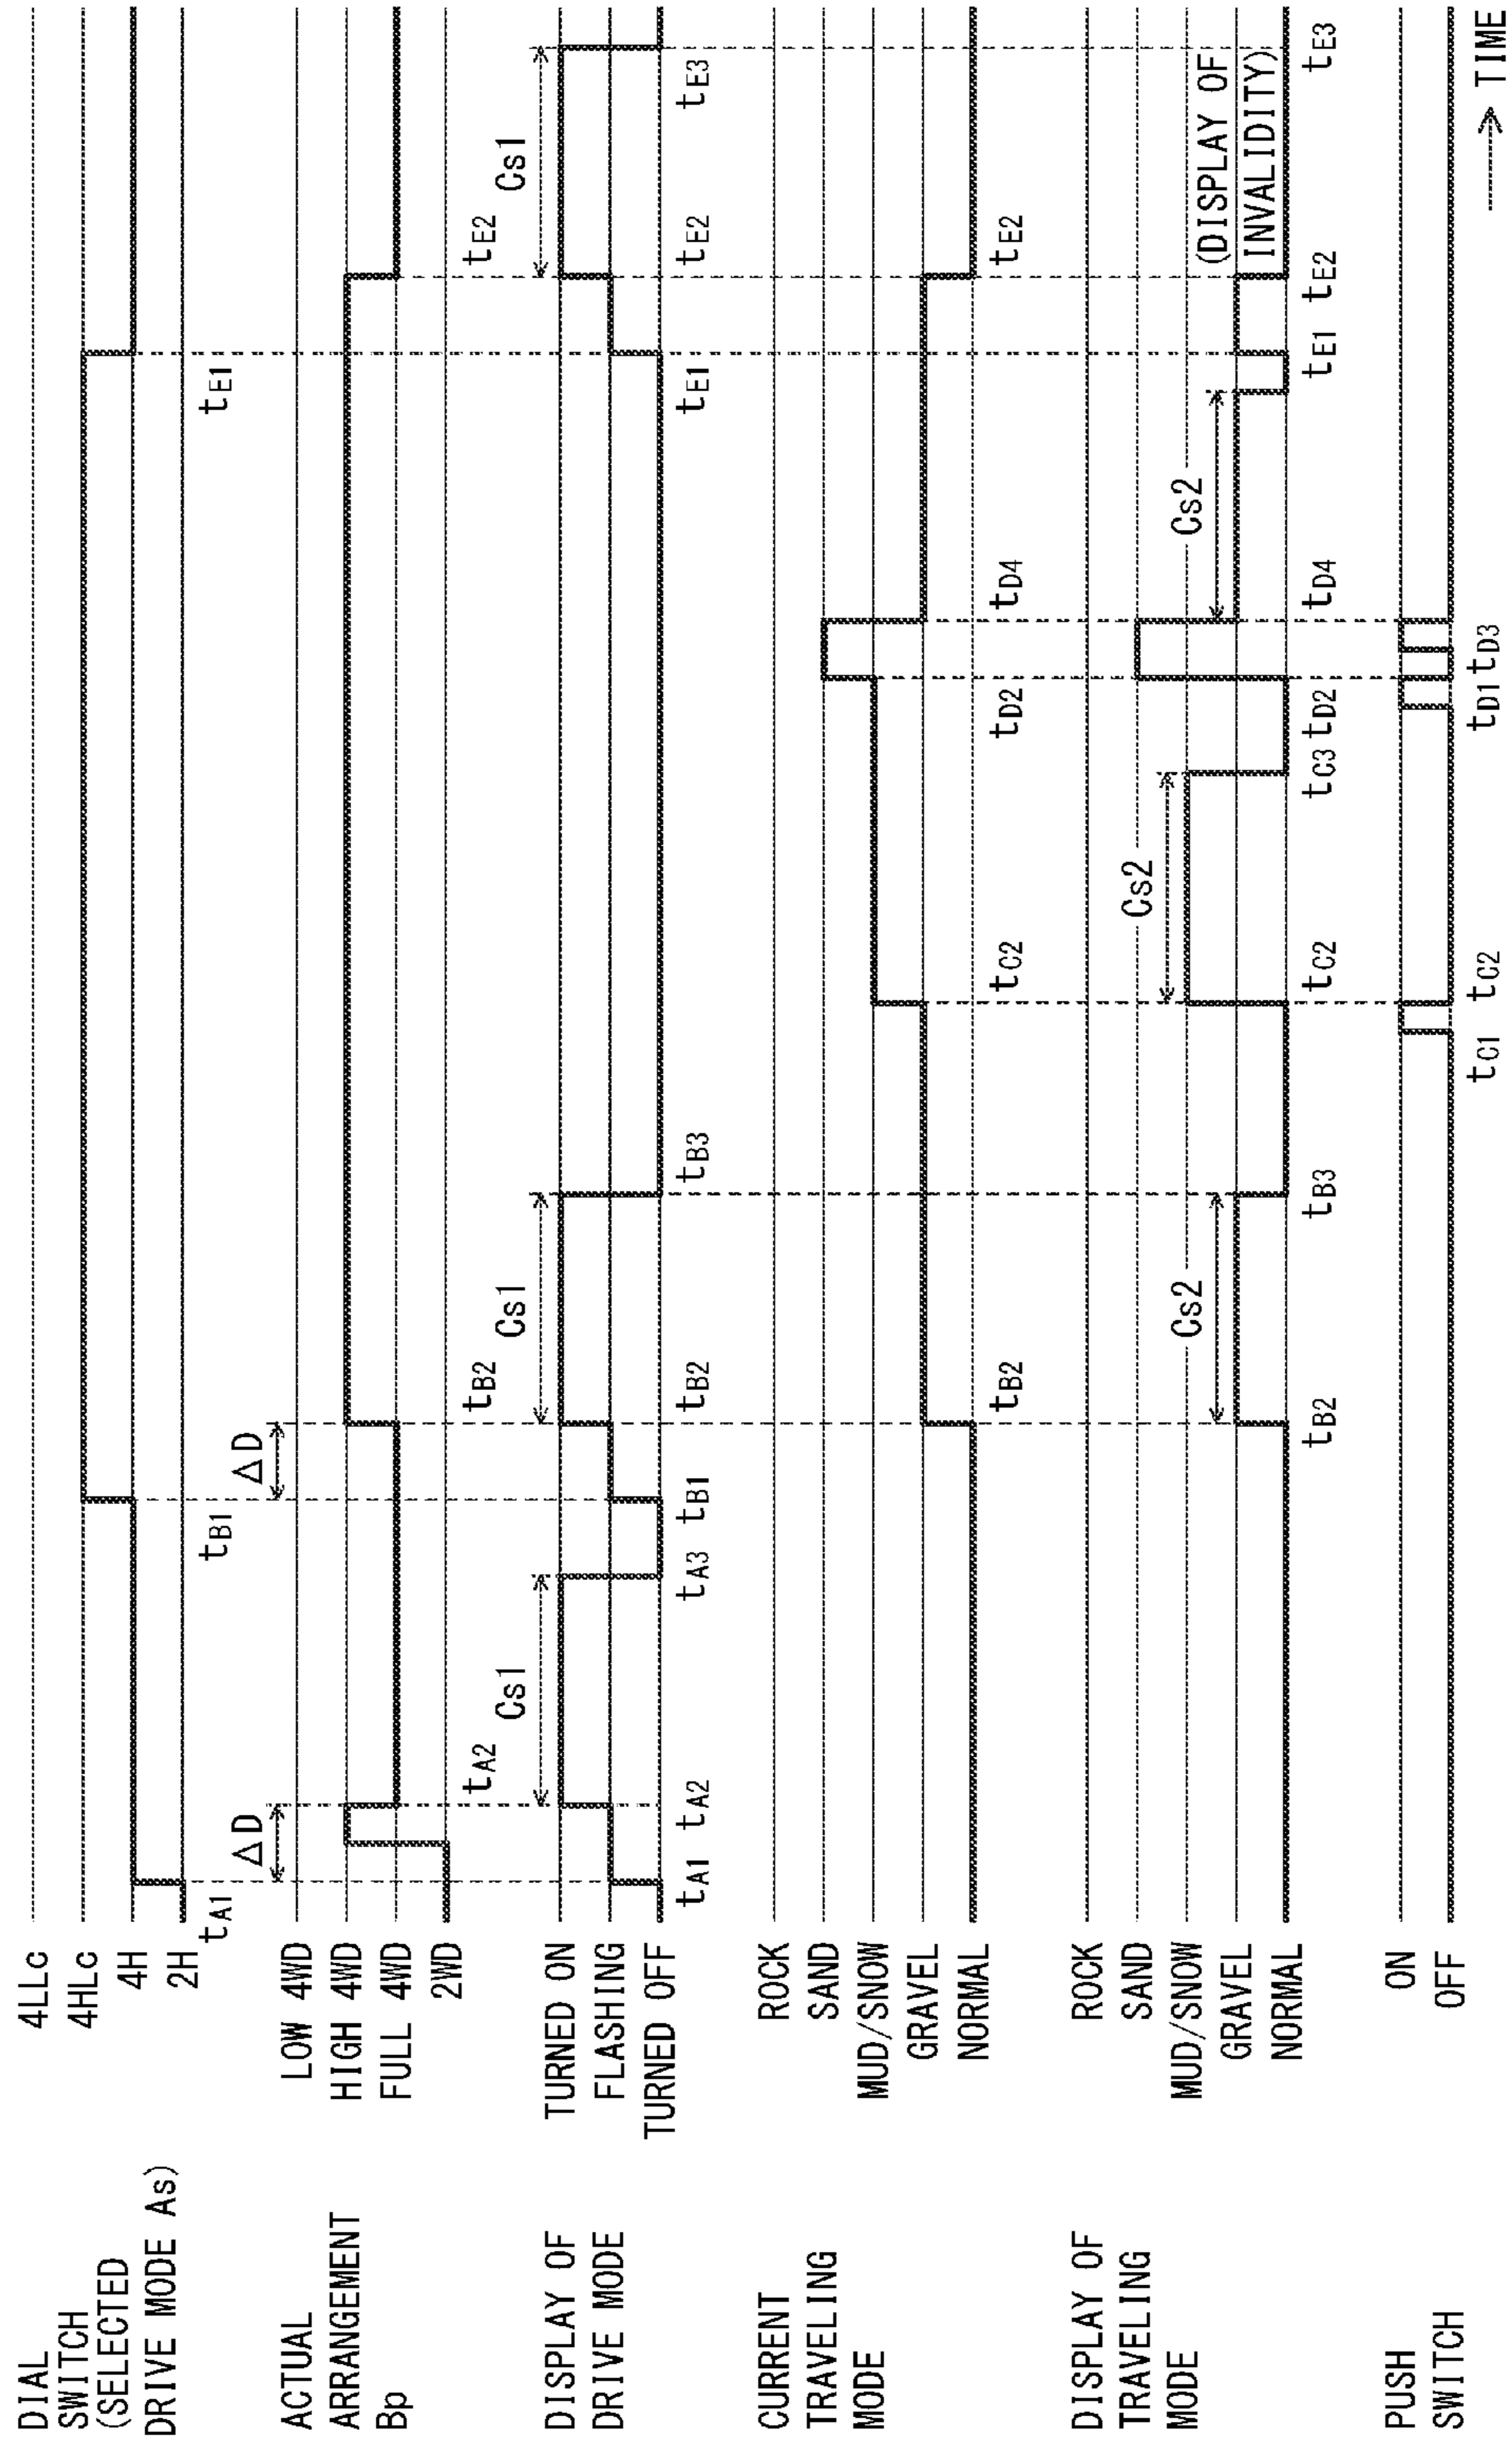 DIAL
SWITCH
(SELECTED
DRIVE MODE As)
4LLc
4HLc
4H
2H
tA1
tB1
tE1
ACTUAL
ARRANGEMENT
Bp
LOW 4WD
HIGH 4WD
FULL 4WD
2WD
ΔD
ΔD
tA2
tB2
tE2
DISPLAY OF
DRIVE MODE
TURNED ON
FLASHING
TURNED OFF
Cs1
Cs1
Cs1
tA1
tA2
tA3
tB1
tB2
tB3
tE1
tE2
tE3
CURRENT
TRAVELING
MODE
ROCK
SAND
MUD/SNOW
GRAVEL
NORMAL
tB2
tC2
tD2
tD4
tE2
DISPLAY OF
TRAVELING
MODE
ROCK
SAND
MUD/SNOW
GRAVEL
NORMAL
Cs2
Cs2
Cs2
(DISPLAY OF
INVALIDITY)
tB2
tB3
tC2
tC3
tD2
tD4
tE1
tE2
tE3
PUSH
SWITCH
ON
OFF
tC1
tC2
tD1
tD3
TIME